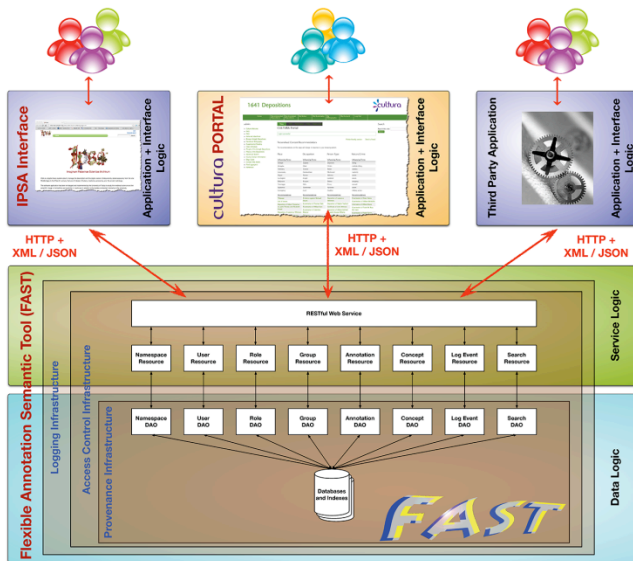 IPSA Interface
Ipsa
Application + Interface
Logic
cultura PORTAL
1641 Depositions
cultura
Application + Interface
Logic
Third Party Application
Application + Interface
Logic
HTTP +
XML / JSON
HTTP +
XML / JSON
HTTP +
XML / JSON
Flexible Annotation Semantic Tool (FAST)
Logging Infrastructure
Access Control Infrastructure
Provenance Infrastructure
Service Logic
Data Logic
RESTful Web Service
Namespace
Resource
User
Resource
Role
Resource
Group
Resource
Annotation
Resource
Concept
Resource
Log Event
Resource
Search
Resource
Namespace
DAO
User
DAO
Role
DAO
Group
DAO
Annotation
DAO
Concept
DAO
Log Event
DAO
Search
DAO
Databases
and Indexes
FAST